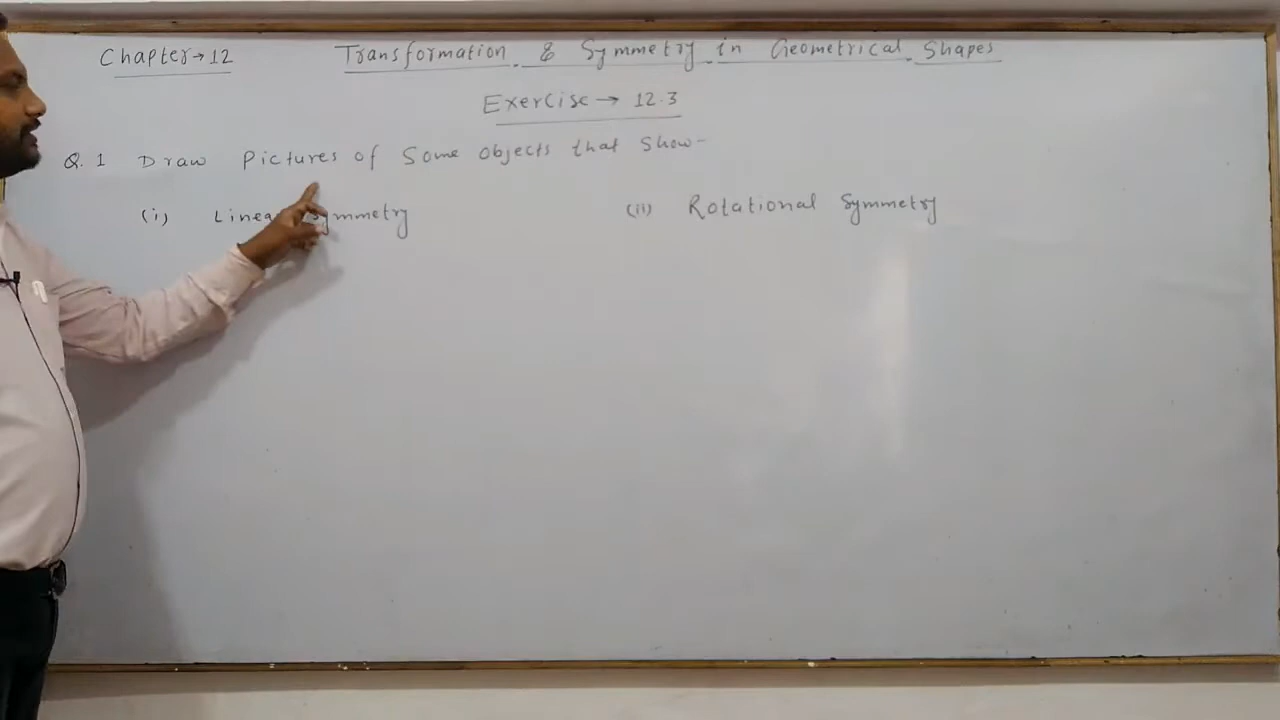 Chapter→12 Transformation & Symmetry in Geometrical Shapes
Exercise→ 12.3
Q.1 Draw Pictures of Some Objects that Show-
(i) Linear Symmetry (ii) Rotational Symmetry